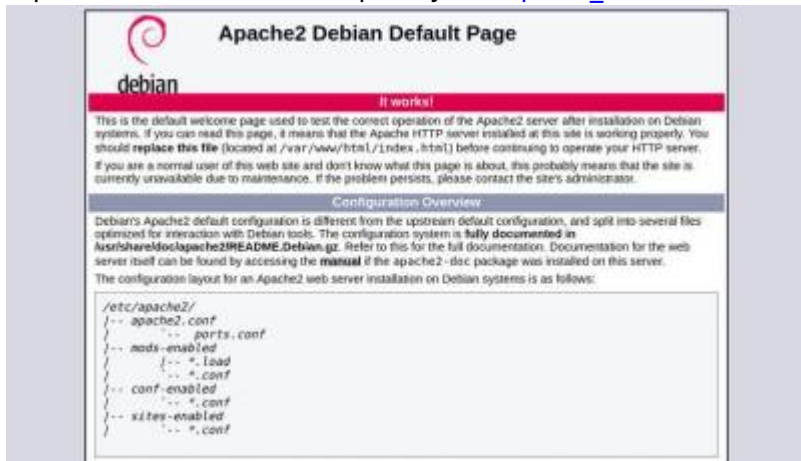 Apache2 Debian Default Page
debian
It works!
This is the default welcome page used to test the correct operation of the Apache2 server after installation on Debian
systems. If you can read this page, it means that the Apache HTTP server installed at this site is working properly. You
should replace this file (located at /var/www/html/index.html) before continuing to operate your HTTP server.
If you are a normal user of this web site and don't know what this page is about, this probably means that the site is
currently unavailable due to maintenance. If the problem persists, please contact the site's administrator.
Configuration Overview
Debian's Apache2 default configuration is different from the upstream default configuration, and split into several files
optimized for interaction with Debian tools. The configuration system is fully documented in
/usr/share/doc/apache2/README.Debian.gz. Refer to this for the full documentation. Documentation for the web
server itself can be found by accessing the manual if the apache2-doc package was installed on this server.
The configuration layout for an Apache2 web server installation on Debian systems is as follows:
/etc/apache2/
|-- apache2.conf
|       `-- ports.conf
|-- mods-enabled
|       |-- *.load
|       `-- *.conf
|-- conf-enabled
|       `-- *.conf
|-- sites-enabled
|       `-- *.conf